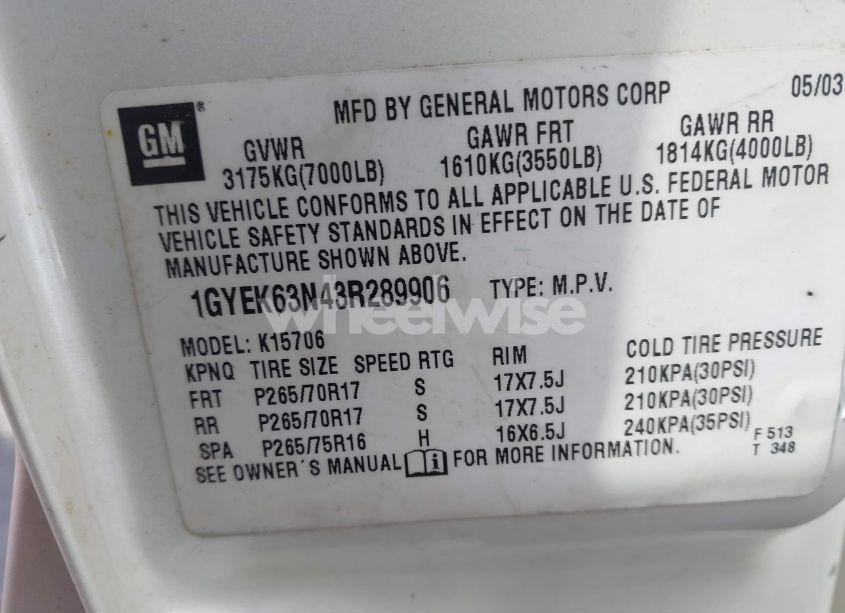 GM ®
MFD BY GENERAL MOTORS CORP 05/03
GVWR GAWR FRT GAWR RR
3175KG(7000LB) 1610KG(3550LB) 1814KG(4000LB)
THIS VEHICLE CONFORMS TO ALL APPLICABLE U.S. FEDERAL MOTOR
VEHICLE SAFETY STANDARDS IN EFFECT ON THE DATE OF
MANUFACTURE SHOWN ABOVE.
1GYEK63N43R289906 TYPE: M.P.V.
wheelwise
MODEL: K15706
KPNQ TIRE SIZE SPEED RTG RIM COLD TIRE PRESSURE
FRT P265/70R17 S 17X7.5J 210KPA(30PSI)
RR P265/70R17 S 17X7.5J 210KPA(30PSI)
SPA P265/75R16 H 16X6.5J 240KPA(35PSI) F 513
SEE OWNER´S MANUAL i FOR MORE INFORMATION. T 348